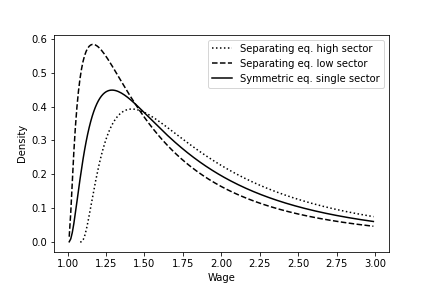 0.6
0.5
0.4
0.3
0.2
0.1
0.0
Density
Separating eq. high sector
Separating eq. low sector
Symmetric eq. single sector
1.00 1.25 1.50 1.75 2.00 2.25 2.50 2.75 3.00
Wage